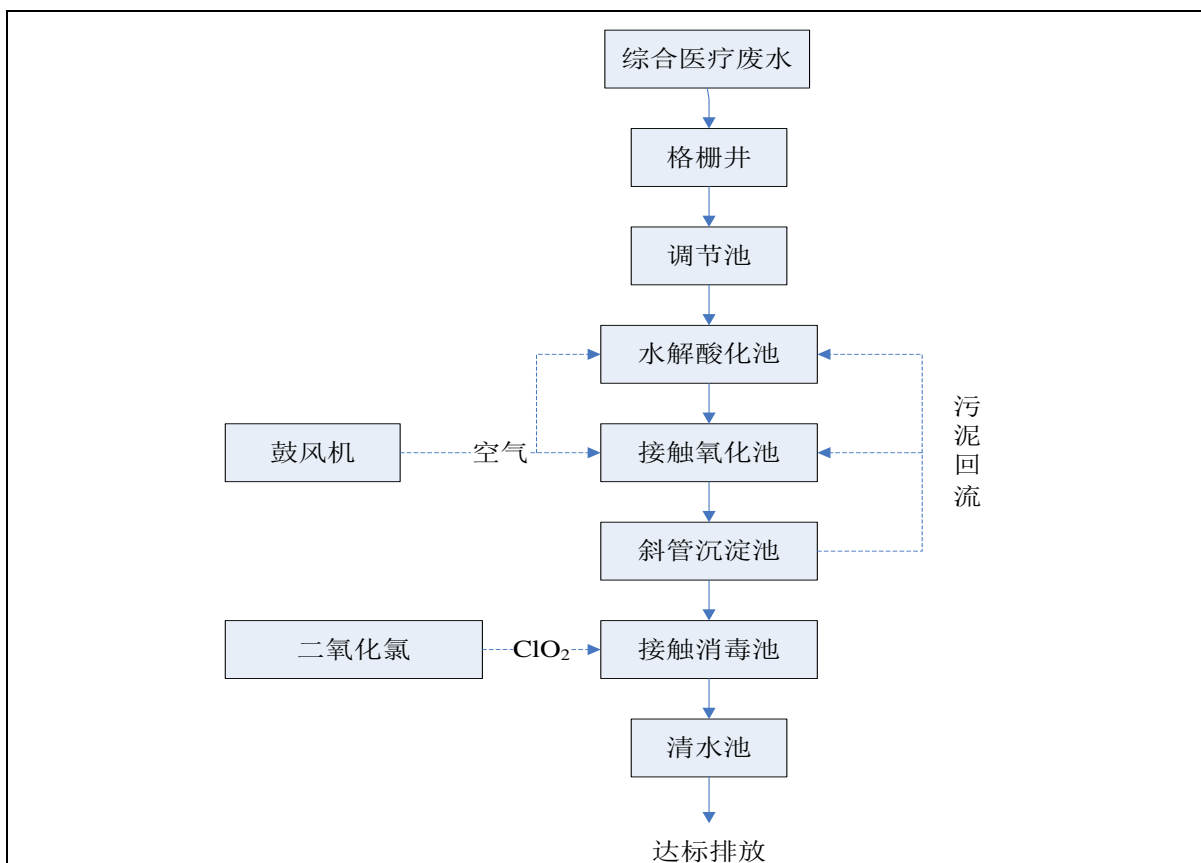 综合医疗废水
格栅井
调节池
水解酸化池
鼓风机
空气
接触氧化池
污泥回流
斜管沉淀池
二氧化氯
ClO₂
接触消毒池
清水池
达标排放